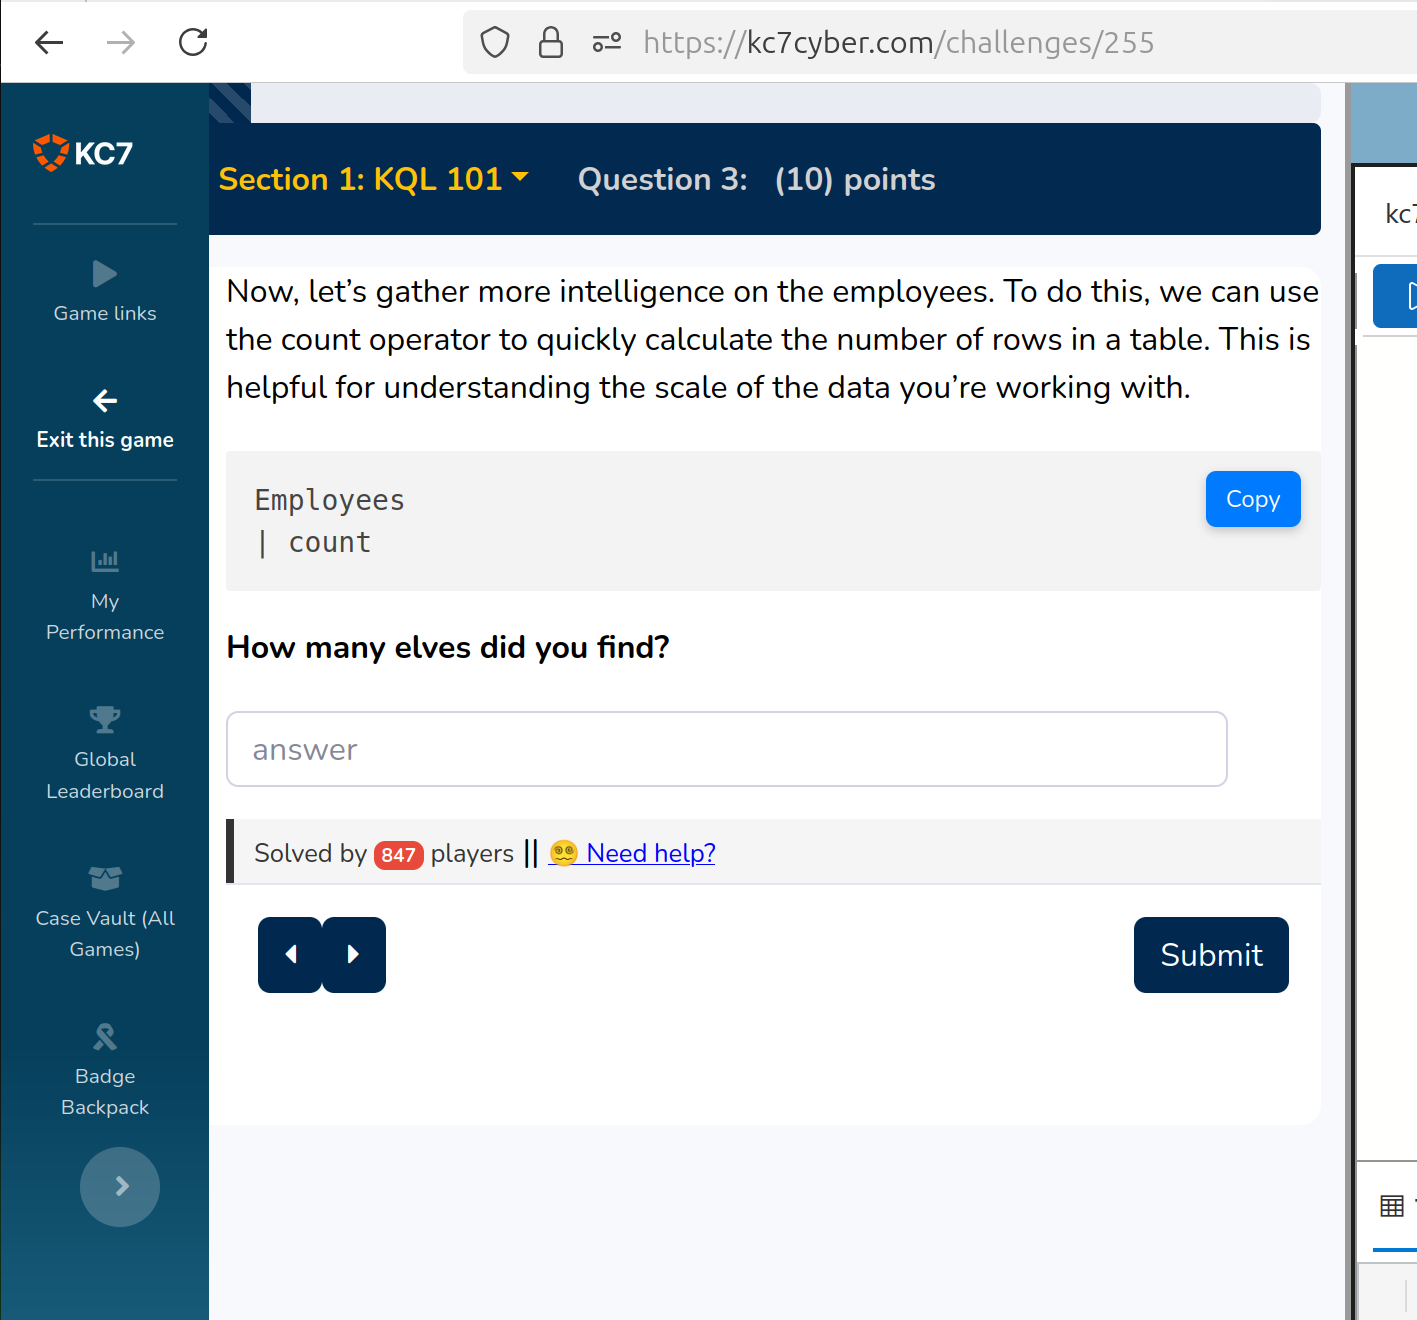 https://kc7cyber.com/challenges/255
KC7
Game links
Exit this game
My
Performance
Global
Leaderboard
Case Vault (All
Games)
Badge
Backpack
Section 1: KQL 101 Question 3: (10) points
Now, let’s gather more intelligence on the employees. To do this, we can use
the count operator to quickly calculate the number of rows in a table. This is
helpful for understanding the scale of the data you’re working with.
Employees
| count
Copy
How many elves did you find?
answer
Solved by 847 players || Need help?
Submit